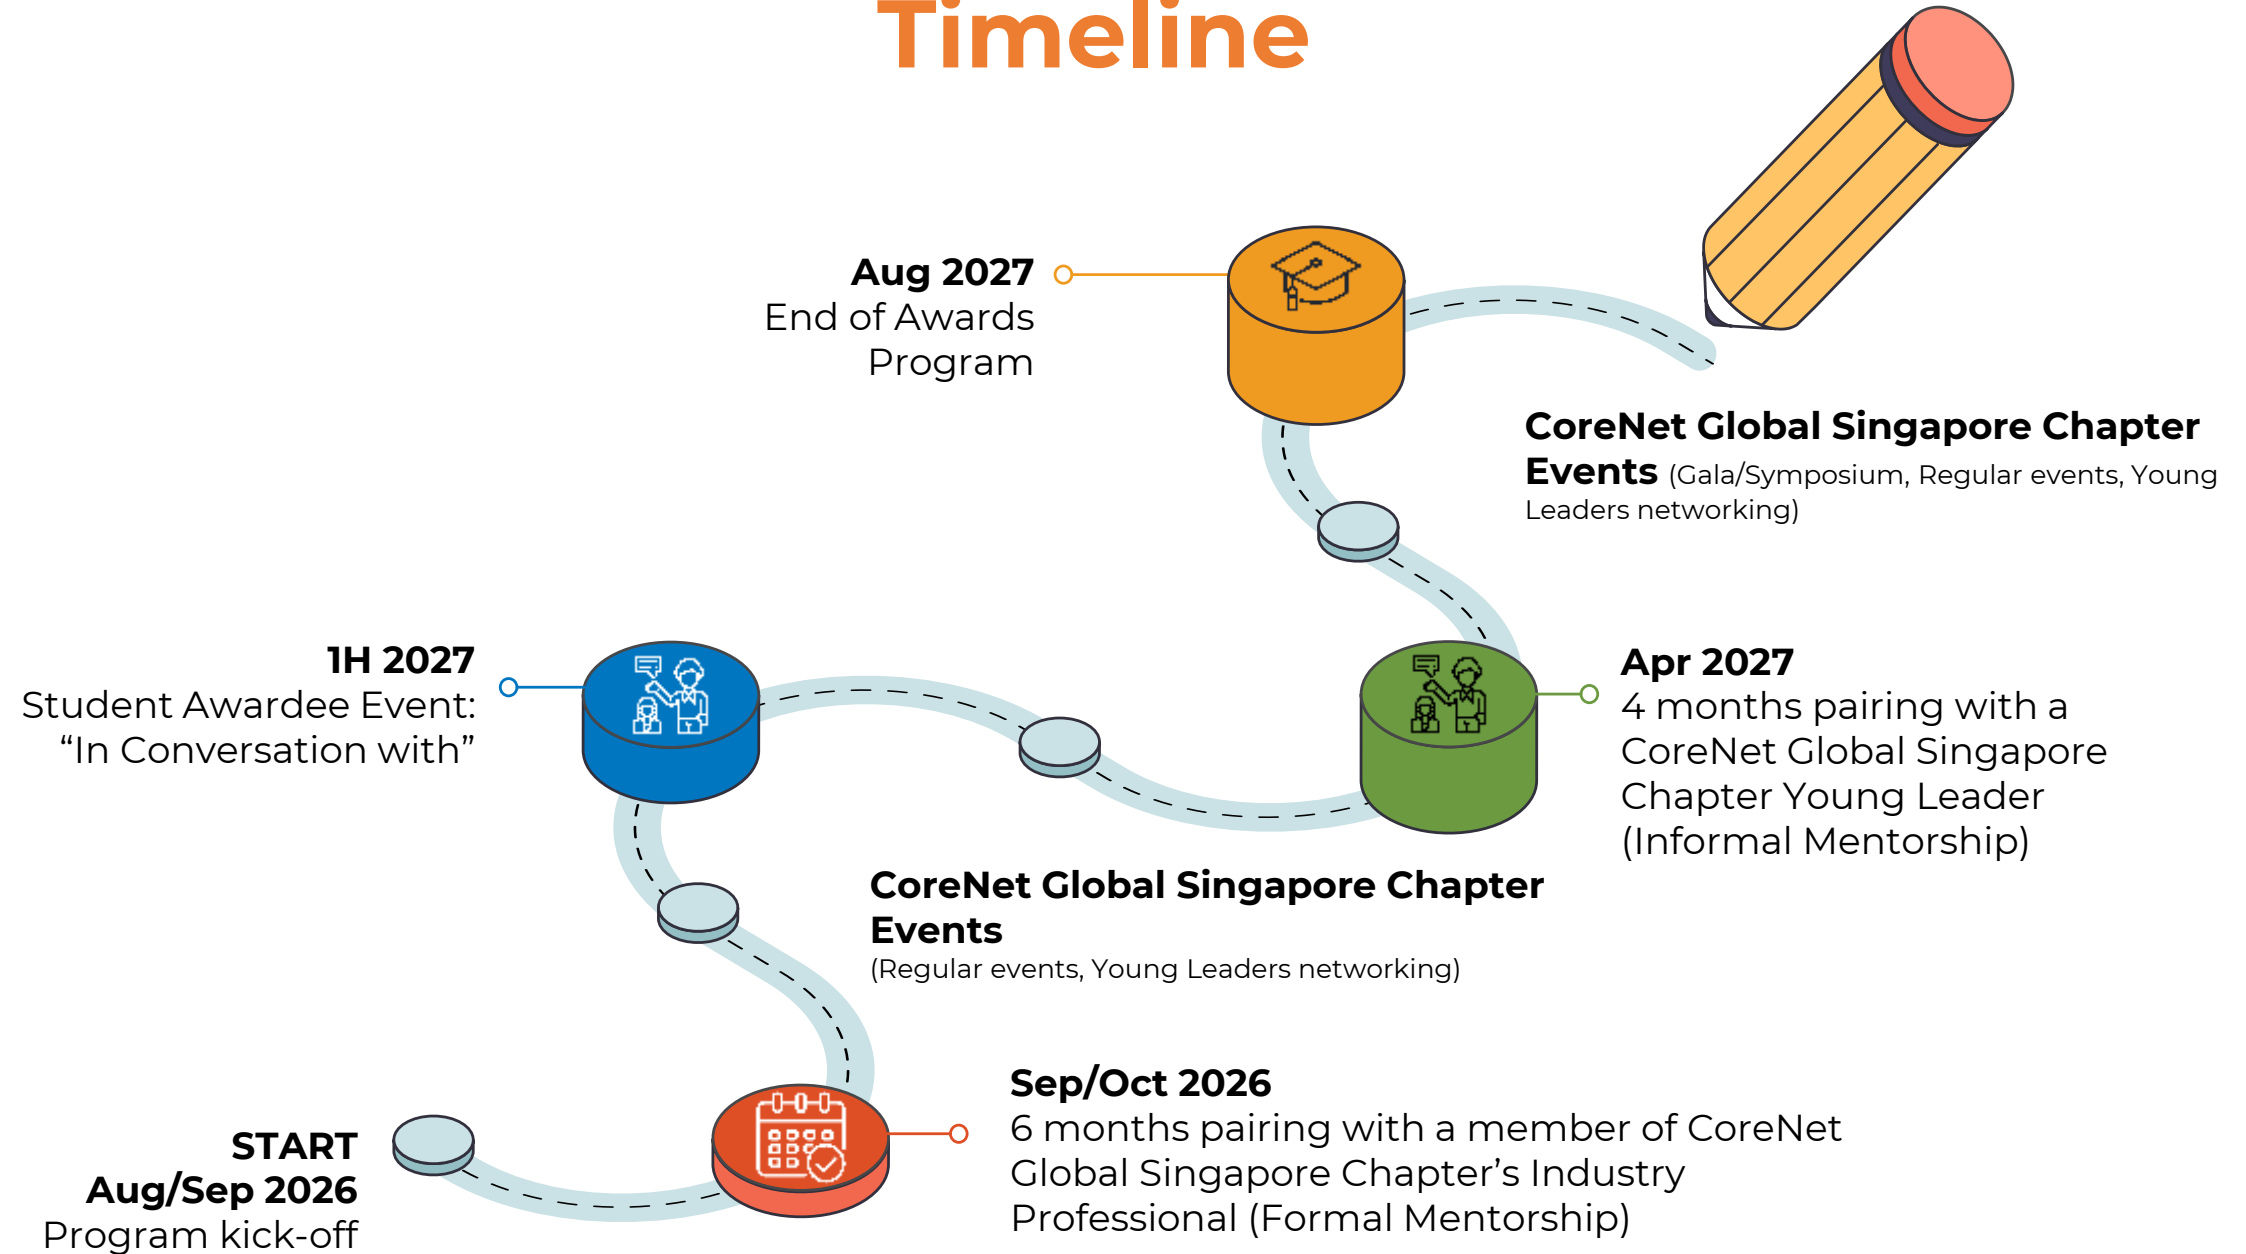 Timeline
Aug 2027
End of Awards
Program
CoreNet Global Singapore Chapter
Events (Gala/Symposium, Regular events, Young
Leaders networking)
1H 2027
Student Awardee Event:
“In Conversation with”
Apr 2027
4 months pairing with a
CoreNet Global Singapore
Chapter Young Leader
(Informal Mentorship)
CoreNet Global Singapore Chapter
Events
(Regular events, Young Leaders networking)
Sep/Oct 2026
6 months pairing with a member of CoreNet
Global Singapore Chapter’s Industry
Professional (Formal Mentorship)
START
Aug/Sep 2026
Program kick-off